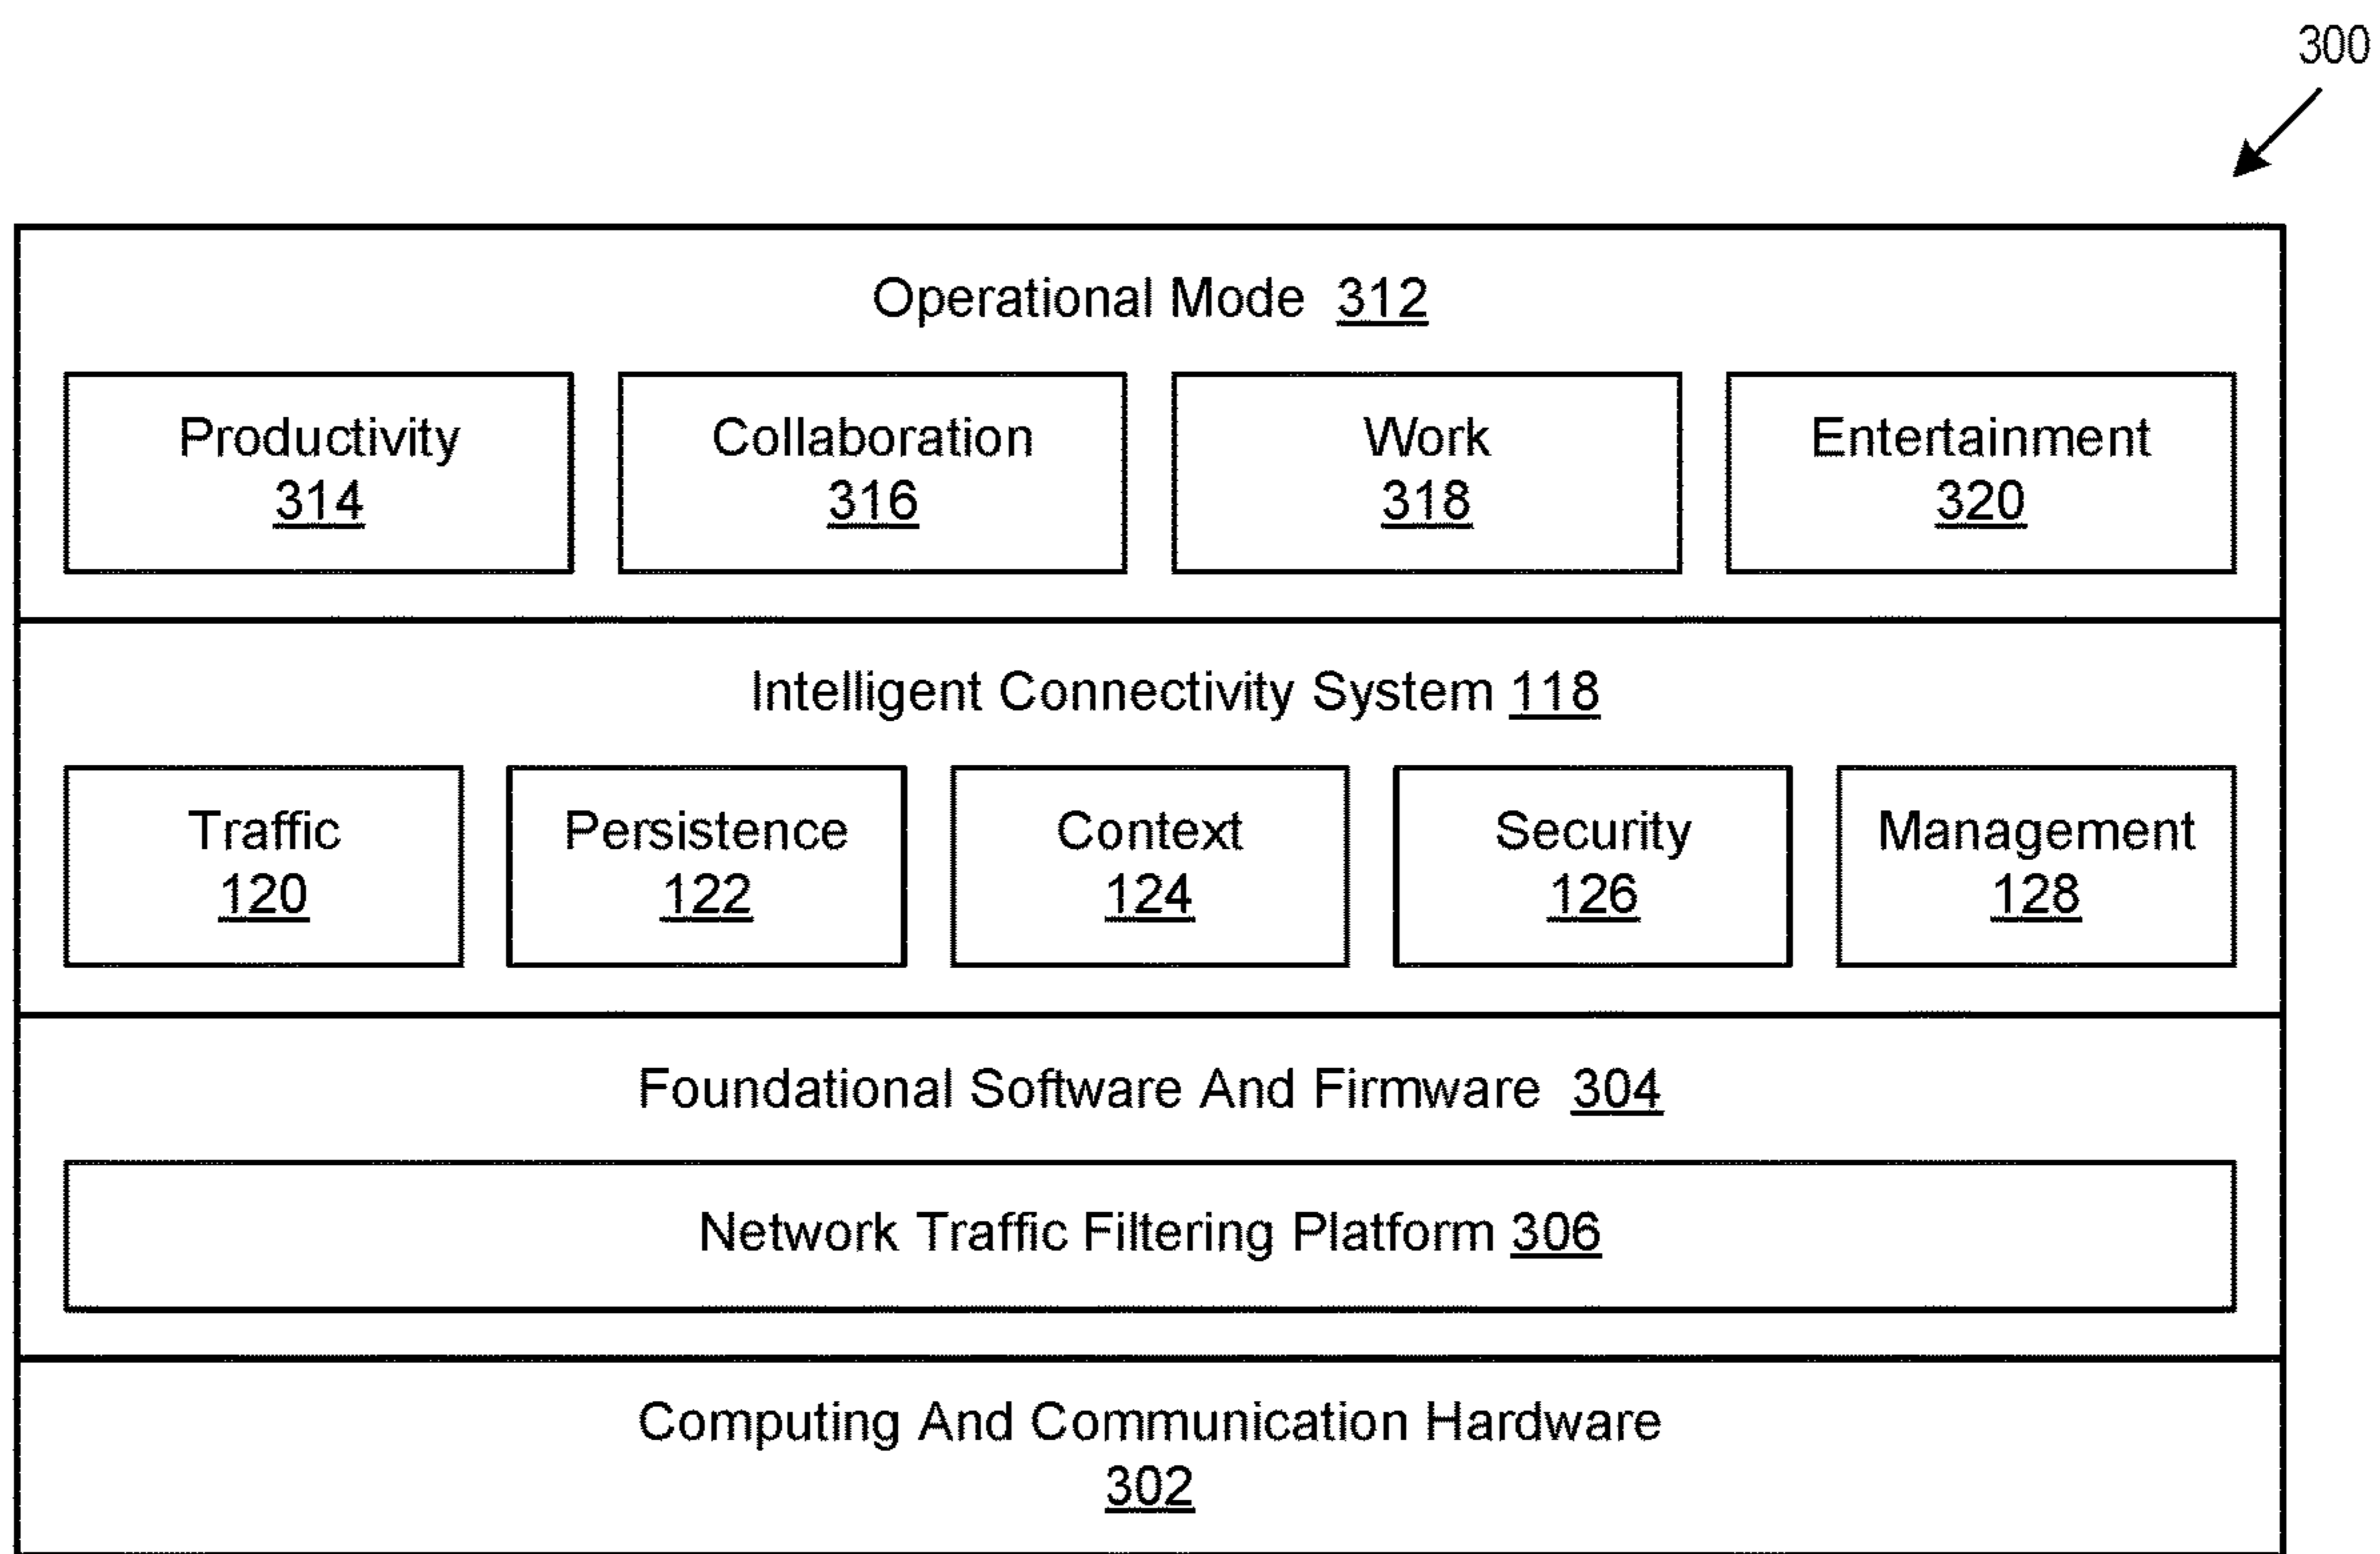 300
Operational Mode 312
Productivity
314
Collaboration
316
Work
318
Entertainment
320
Intelligent Connectivity System 118
Traffic
120
Persistence
122
Context
124
Security
126
Management
128
Foundational Software And Firmware 304
Network Traffic Filtering Platform 306
Computing And Communication Hardware
302